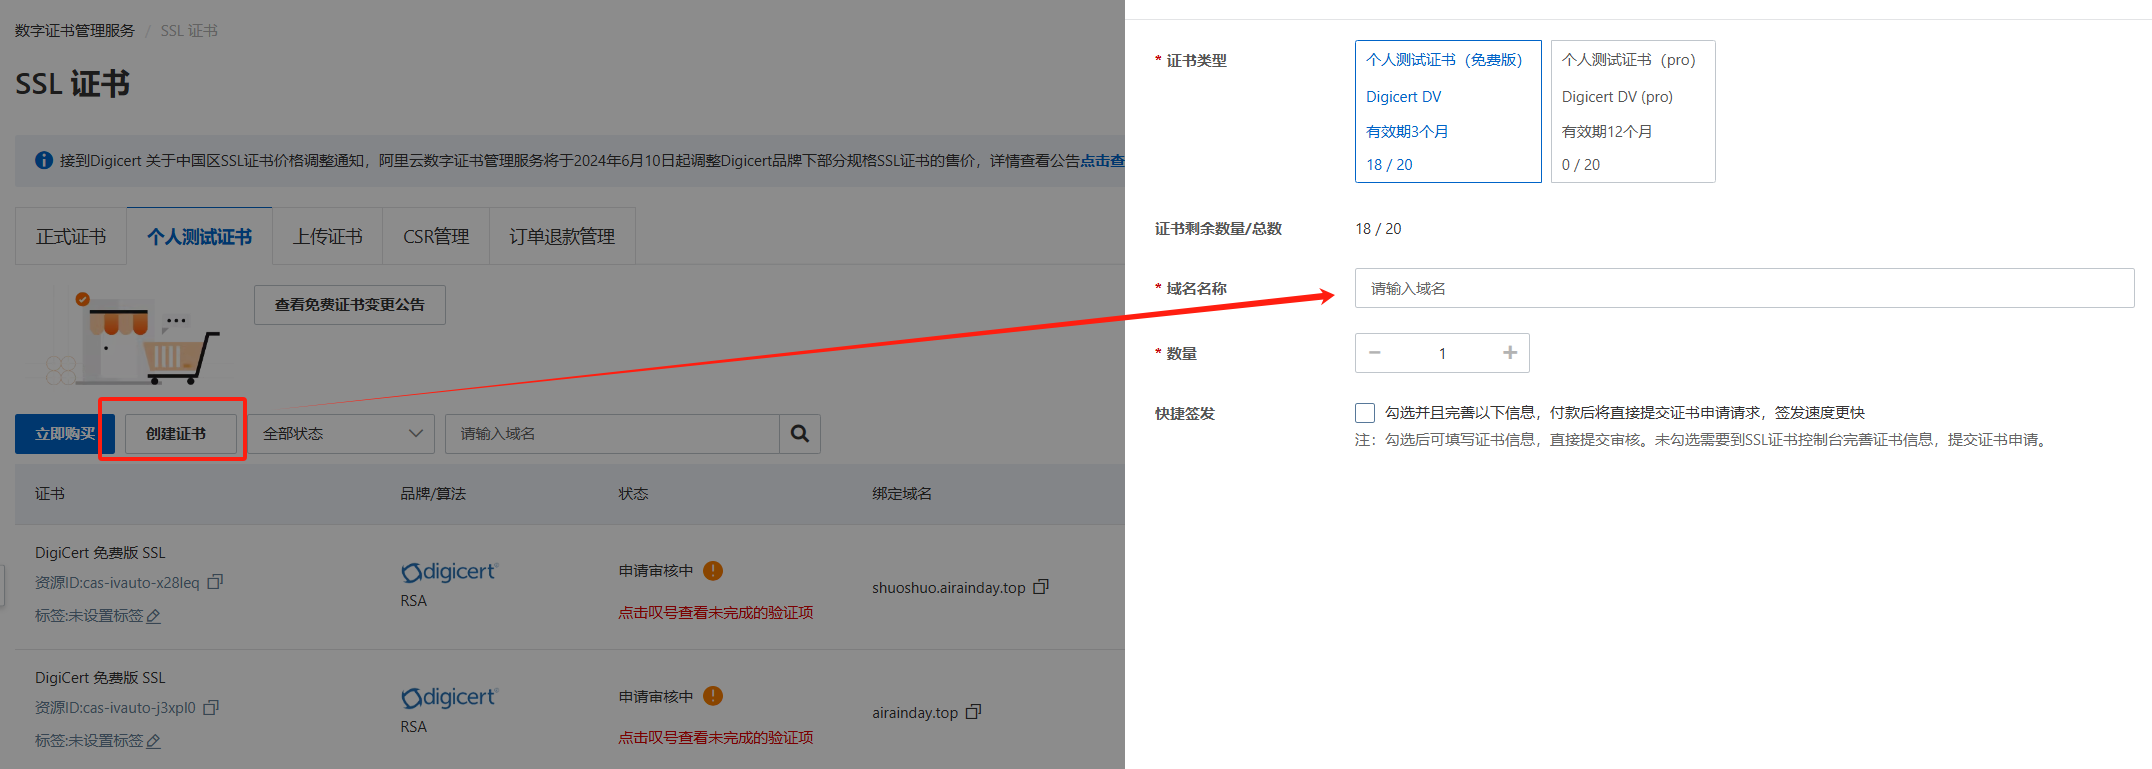 数字证书管理服务 / SSL 证书
SSL 证书
接到Digicert 关于中国区SSL证书价格调整通知，阿里云数字证书管理服务将于2024年6月10日起调整Digicert品牌下部分规格SSL证书的售价，详情查看公告点击查
正式证书
个人测试证书
上传证书
CSR管理
订单退款管理
查看免费证书变更公告
立即购买
创建证书
全部状态
请输入域名
证书
品牌/算法
状态
绑定域名
DigiCert 免费版 SSL
资源ID:cas-ivauto-x28leq
标签:未设置标签
digicert
RSA
申请审核中
点击叹号查看未完成的验证项
shuoshuo.airainday.top
DigiCert 免费版 SSL
资源ID:cas-ivauto-j3xpl0
标签:未设置标签
digicert
RSA
申请审核中
点击叹号查看未完成的验证项
airainday.top
* 证书类型
个人测试证书（免费版）
Digicert DV
有效期3个月
18 / 20
个人测试证书（pro）
Digicert DV (pro)
有效期12个月
0 / 20
证书剩余数量/总数
18 / 20
* 域名名称
请输入域名
* 数量
1
快捷签发
勾选并且完善以下信息，付款后将直接提交证书申请请求，签发速度更快
注：勾选后可填写证书信息，直接提交审核。未勾选需要到SSL证书控制台完善证书信息，提交证书申请。